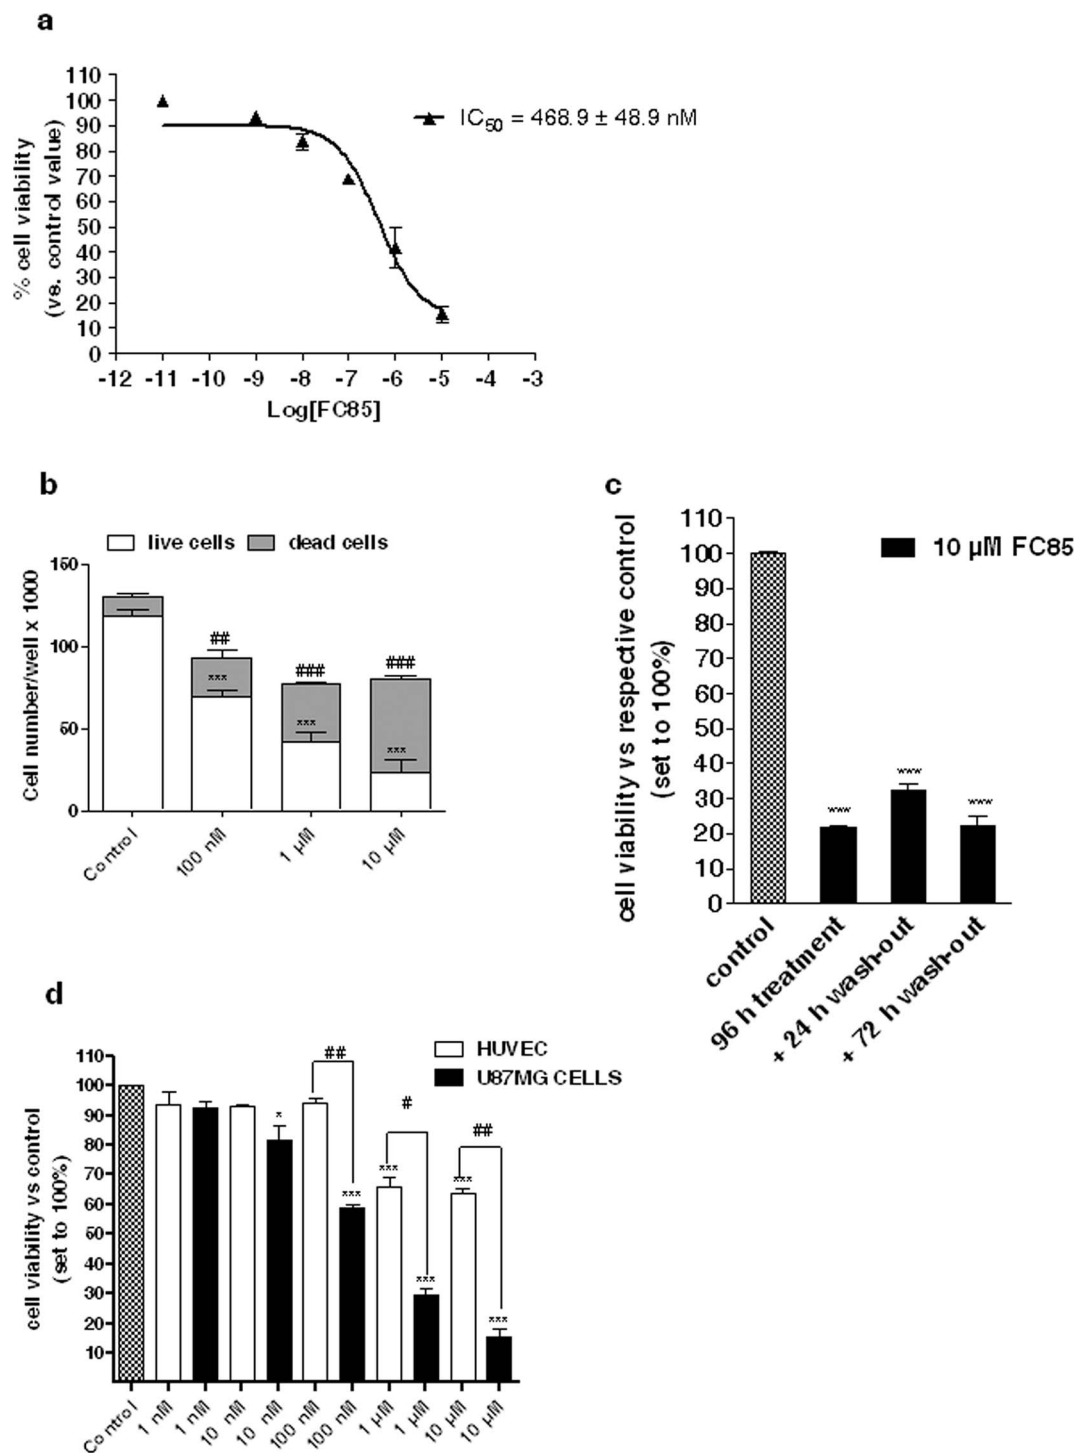 a
110
100
90
80
70
60
50
40
30
20
10
0
% cell viability
(vs. control value)
IC50 = 468.9 ± 48.9 nM
-12 -11 -10 -9 -8 -7 -6 -5 -4 -3
Log[FC85]
b
live cells dead cells
150
100
50
0
Cell number/well x 1000
##
###
###
***
***
***
Control
100 nM
1 µM
10 µM
c
110
100
90
80
70
60
50
40
30
20
10
0
cell viability vs respective control
(set to 100%)
10 µM FC85
***
***
***
control
96 h treatment
+ 24 h wash-out
+ 72 h wash-out
d
110
100
90
80
70
60
50
40
30
20
10
cell viability vs control
(set to 100%)
HUVEC
U87MG CELLS
##
#
##
*
***
***
***
***
***
Control
1 nM
1 nM
10 nM
10 nM
100 nM
100 nM
1 µM
1 µM
10 µM
10 µM